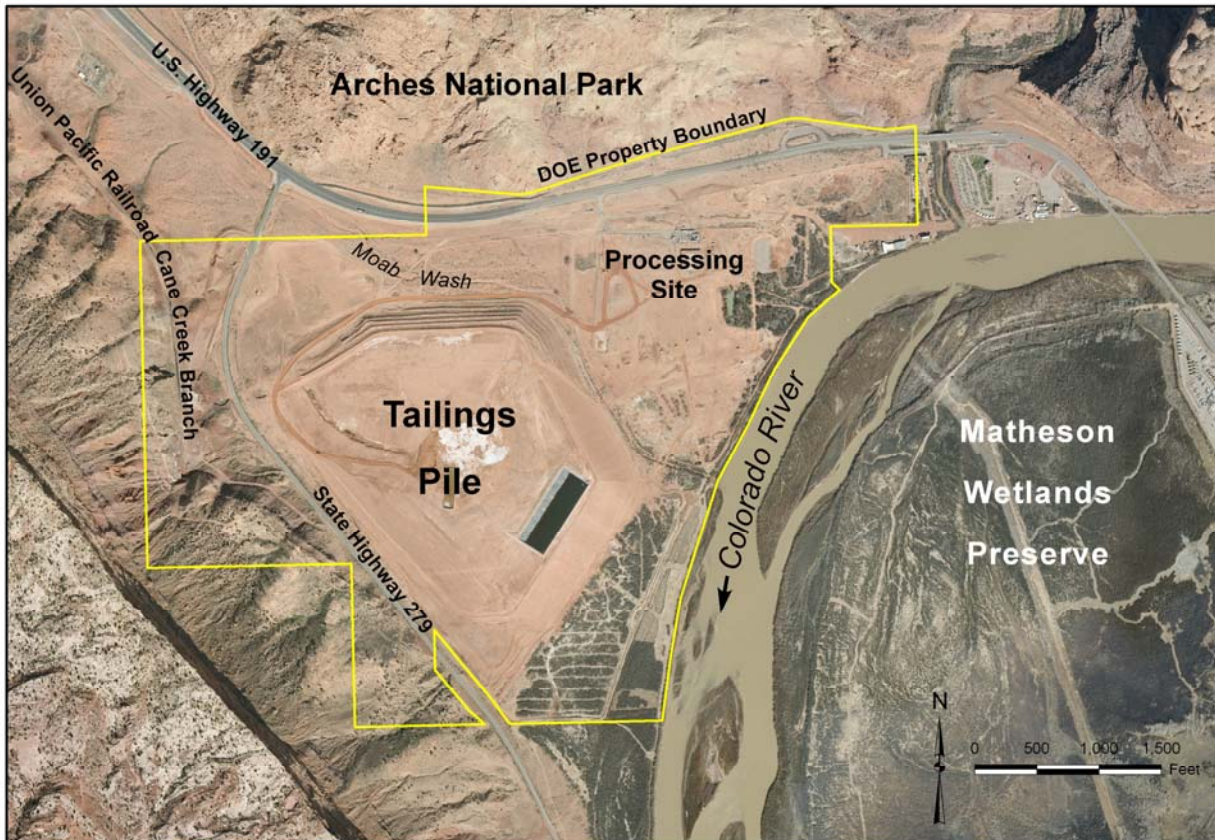 U.S. Highway 191
Arches National Park
Union Pacific Railroad Cane Creek Branch
DOE Property Boundary
Moab Wash
Processing
Site
Tailings
Pile
← Colorado River
Matheson
Wetlands
Preserve
State Highway 279
N
0 500 1,000 1,500
Feet